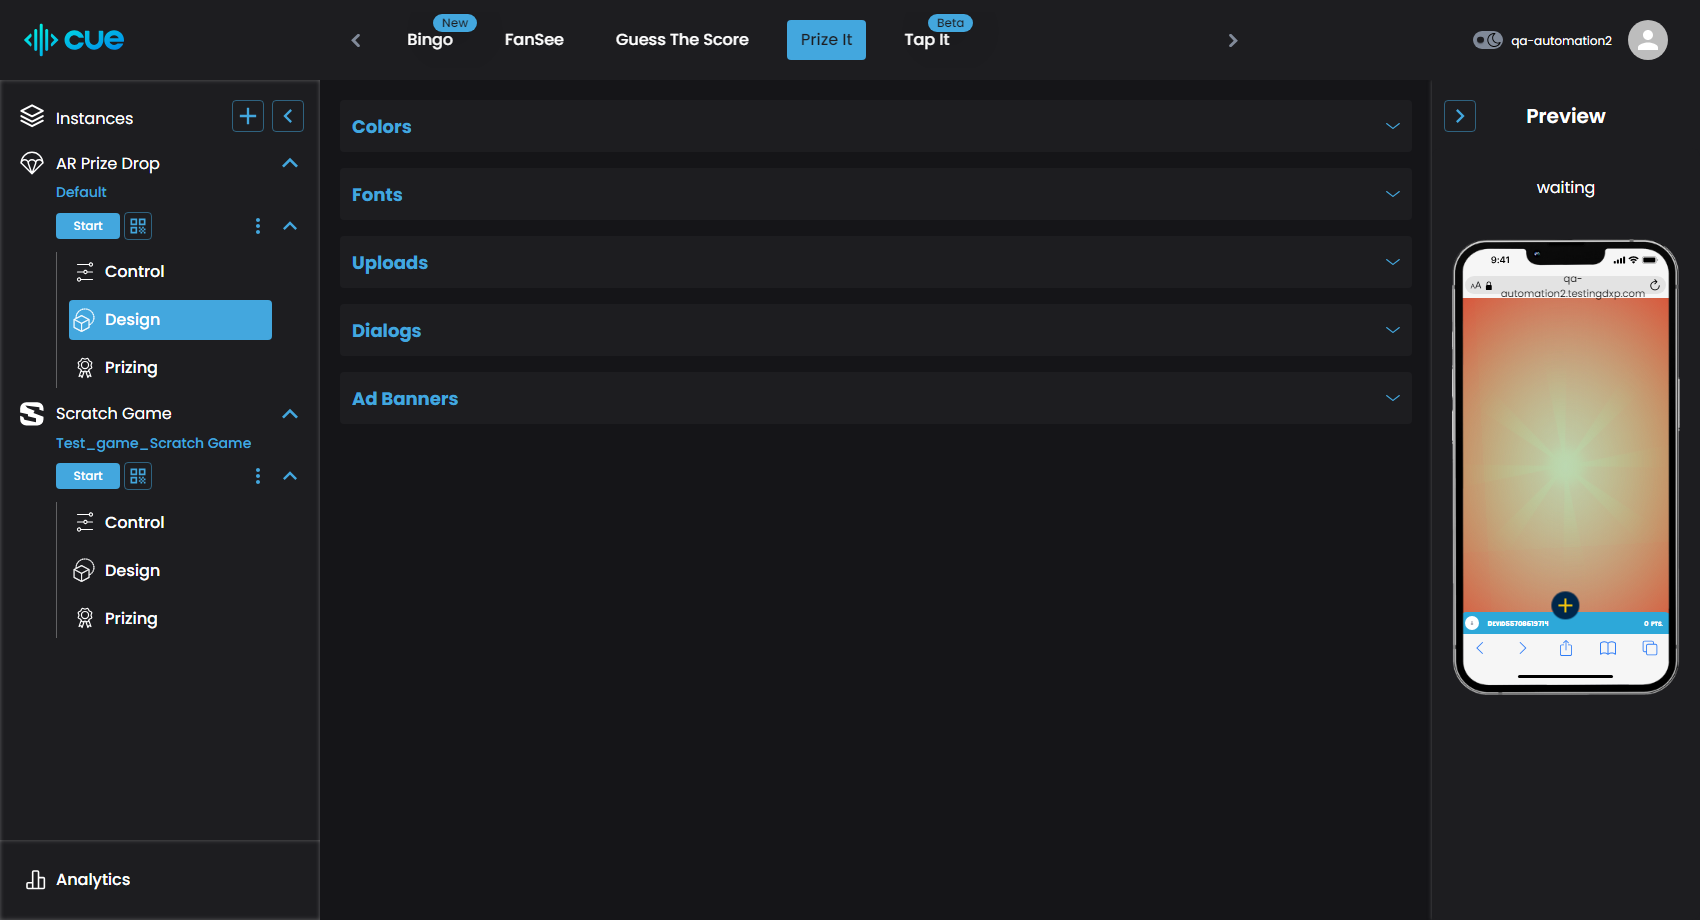 cue
Bingo
New
FanSee
Guess The Score
Prize It
Tap It
Beta
qa-automation2
Instances
AR Prize Drop
Default
Start
Control
Design
Prizing
Scratch Game
Test_game_Scratch Game
Start
Control
Design
Prizing
Analytics
Colors
Fonts
Uploads
Dialogs
Ad Banners
Preview
waiting
9:41
AA
qa-
automation2.testingdxp.com
0 PTS.